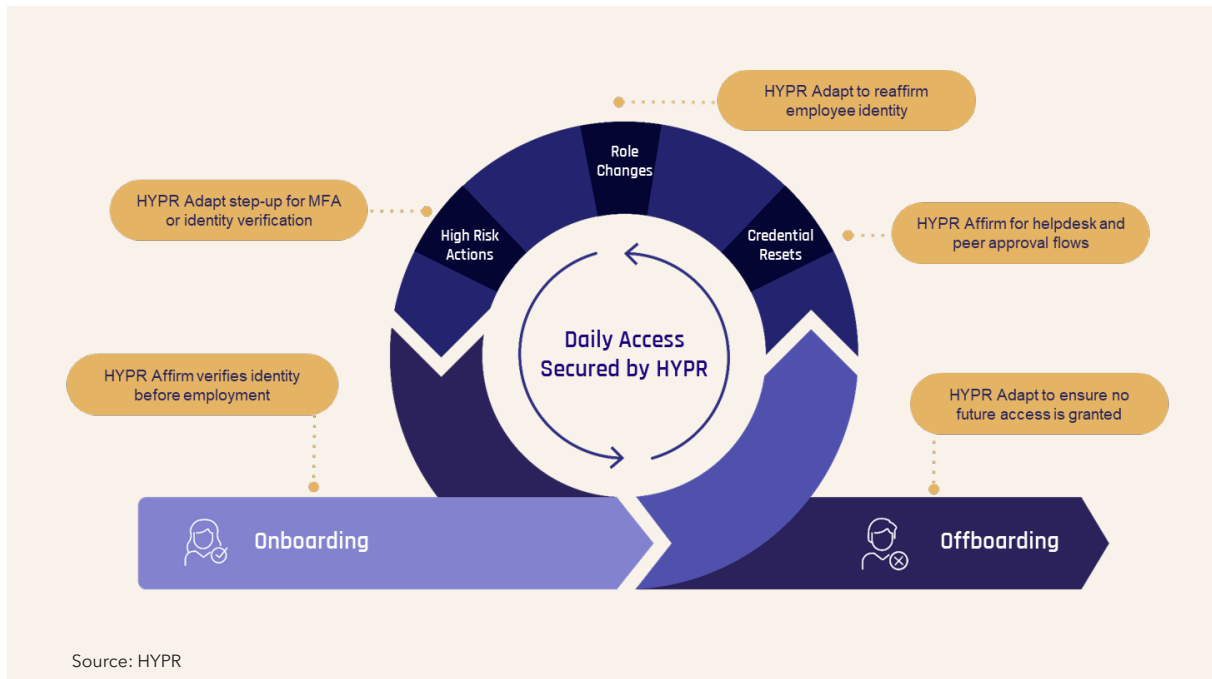 HYPR Adapt to reaffirm
employee identity
Role
Changes
HYPR Adapt step-up for MFA
or identity verification
High Risk
Actions
Credential
Resets
HYPR Affirm for helpdesk and
peer approval flows
Daily Access
Secured by HYPR
HYPR Affirm verifies identity
before employment
HYPR Adapt to ensure no
future access is granted
Onboarding
Offboarding
Source: HYPR